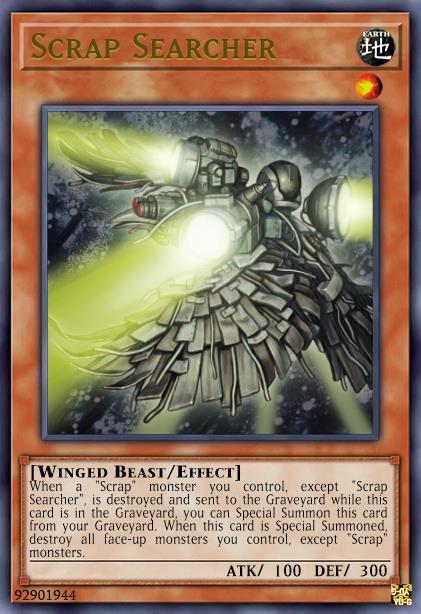 Scrap Searcher
EARTH
地
[Winged Beast/Effect]
When a "Scrap" monster you control, except "Scrap
Searcher", is destroyed and sent to the Graveyard while this
card is in the Graveyard, you can Special Summon this card
from your Graveyard. When this card is Special Summoned,
destroy all face-up monsters you control, except "Scrap"
monsters.
ATK/ 100 DEF/ 300
92901944